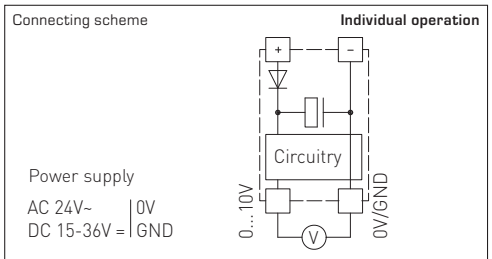 Connecting scheme
Individual operation
+ −
Circuitry
Power supply
AC 24V~ 0V
DC 15-36V = GND
0...10V
0V/GND
V